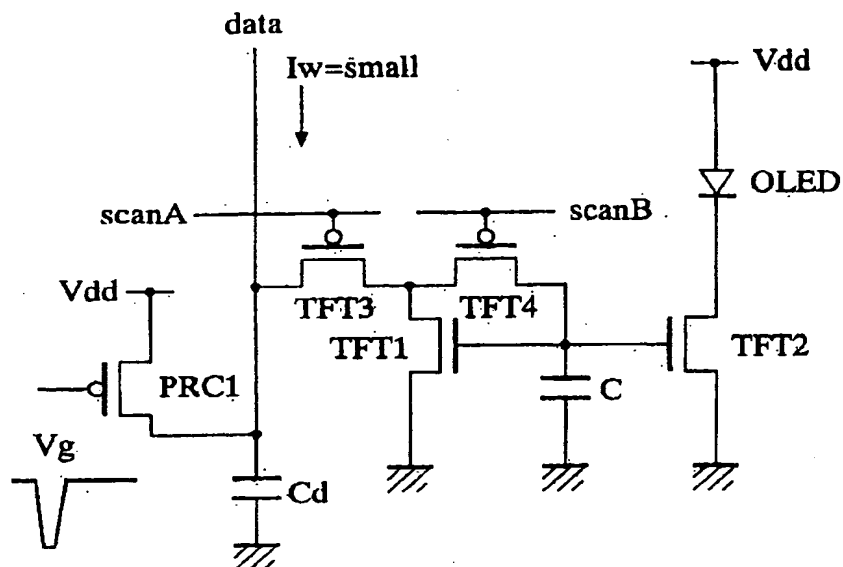 data
Iw=small
Vdd
OLED
scanA
scanB
Vdd
TFT3
TFT4
TFT1
TFT2
PRC1
C
Vg
Cd